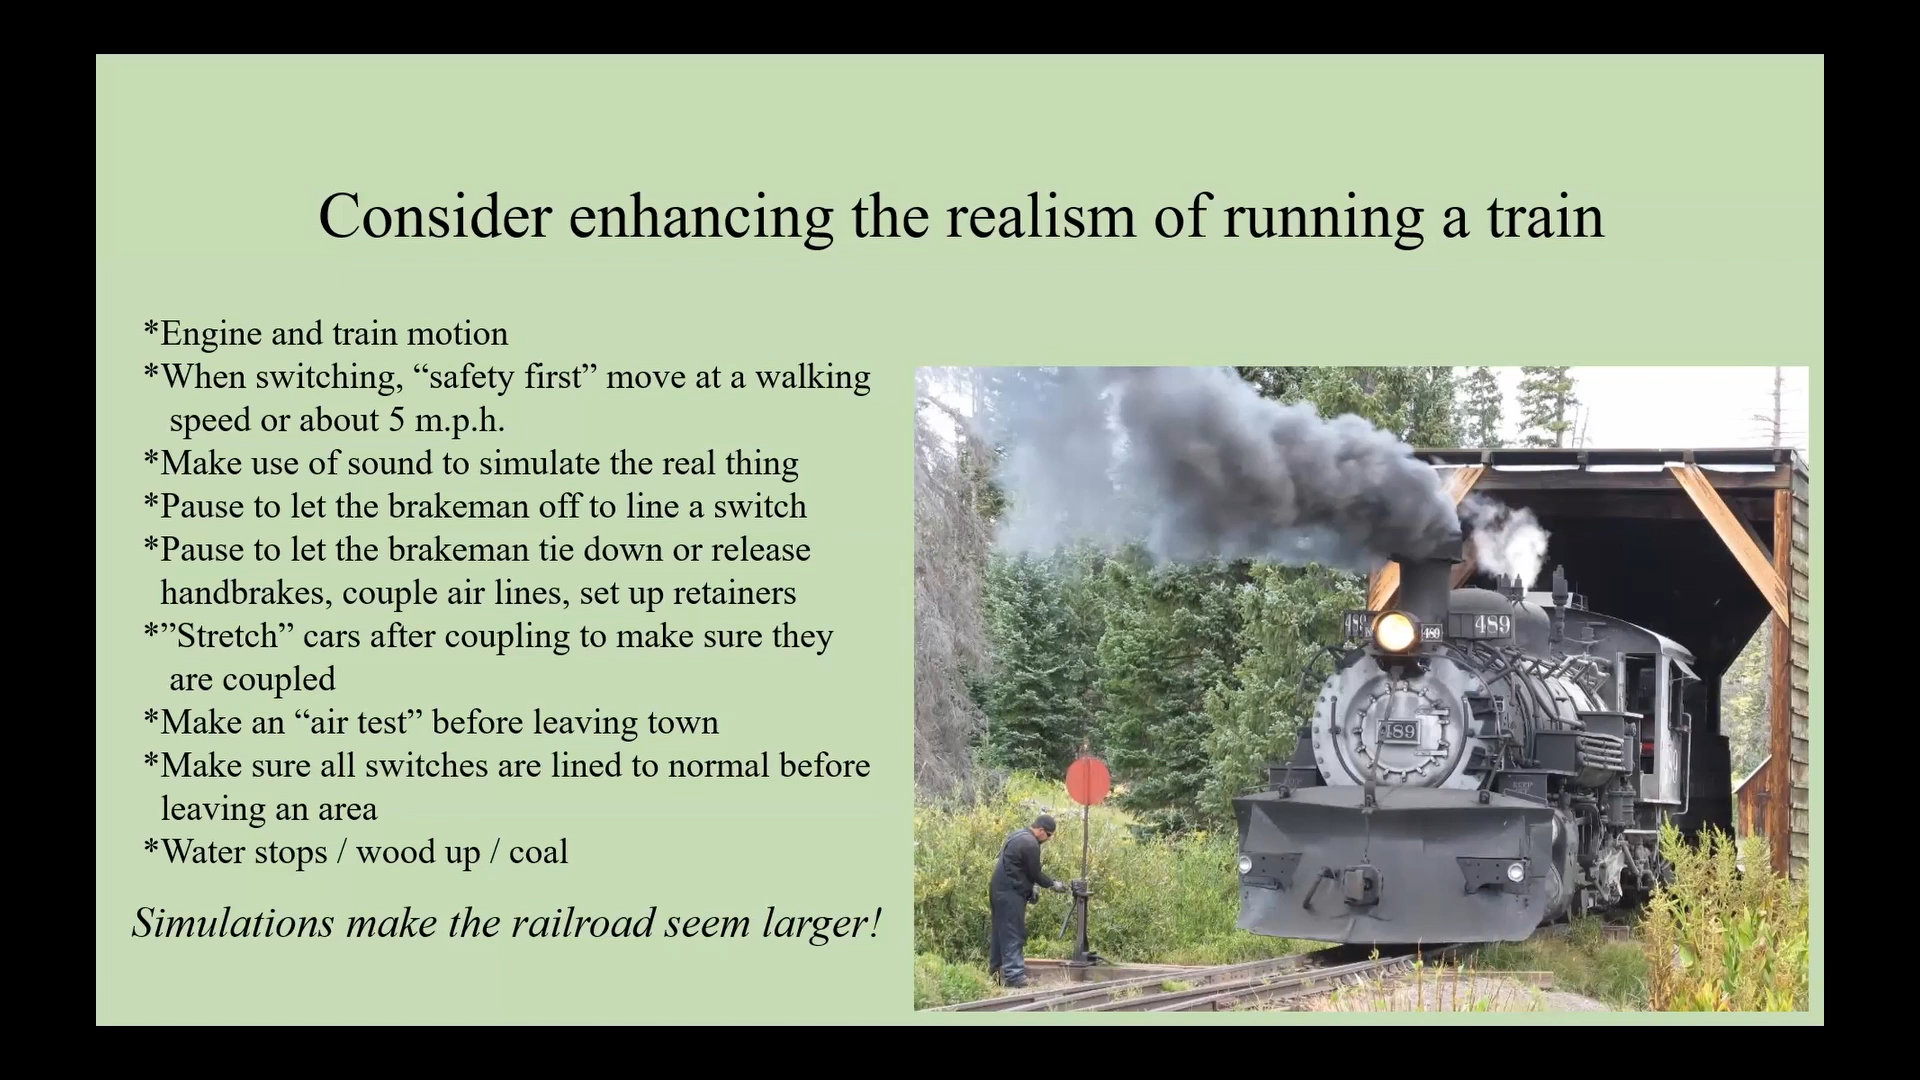 Consider enhancing the realism of running a train
*Engine and train motion
*When switching, “safety first” move at a walking
speed or about 5 m.p.h.
*Make use of sound to simulate the real thing
*Pause to let the brakeman off to line a switch
*Pause to let the brakeman tie down or release
handbrakes, couple air lines, set up retainers
*”Stretch” cars after coupling to make sure they
are coupled
*Make an “air test” before leaving town
*Make sure all switches are lined to normal before
leaving an area
*Water stops / wood up / coal
Simulations make the railroad seem larger!
489
489
489
489